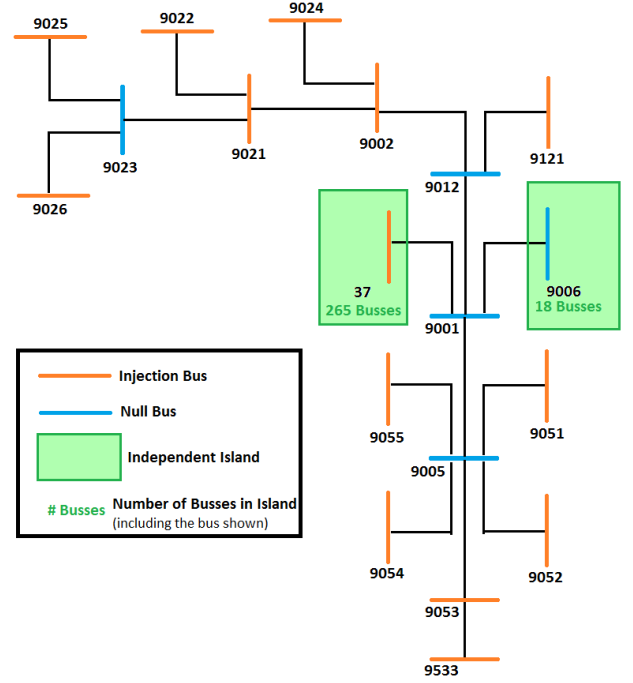 9025
9022
9024
9023
9021
9002
9121
9026
9012
37
265 Busses
9006
18 Busses
9001
Injection Bus
Null Bus
Independent Island
# Busses
Number of Busses in Island
(including the bus shown)
9055
9051
9005
9054
9052
9053
9533